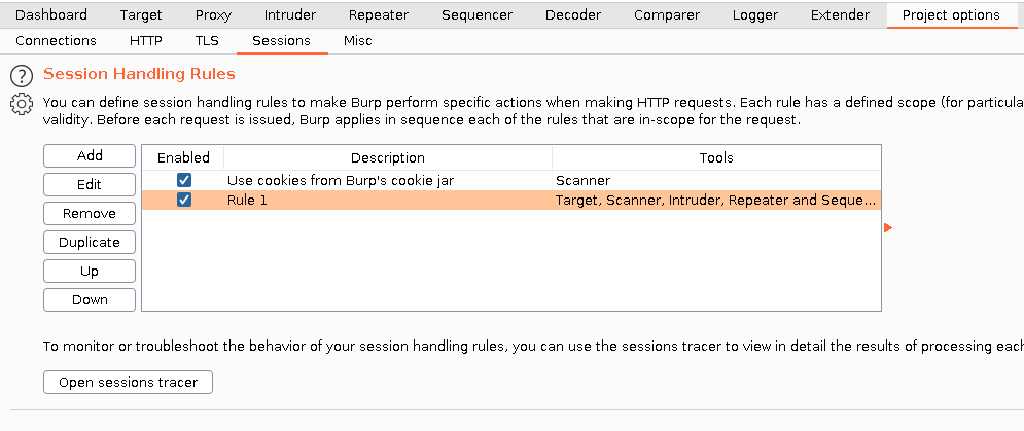 Dashboard Target Proxy Intruder Repeater Sequencer Decoder Comparer Logger Extender Project options
Connections HTTP TLS Sessions Misc
? Session Handling Rules
You can define session handling rules to make Burp perform specific actions when making HTTP requests. Each rule has a defined scope (for particula
validity. Before each request is issued, Burp applies in sequence each of the rules that are in-scope for the request.
Add
Edit
Remove
Duplicate
Up
Down
Enabled Description Tools
Use cookies from Burp's cookie jar Scanner
Rule 1 Target, Scanner, Intruder, Repeater and Seque...
To monitor or troubleshoot the behavior of your session handling rules, you can use the sessions tracer to view in detail the results of processing each
Open sessions tracer